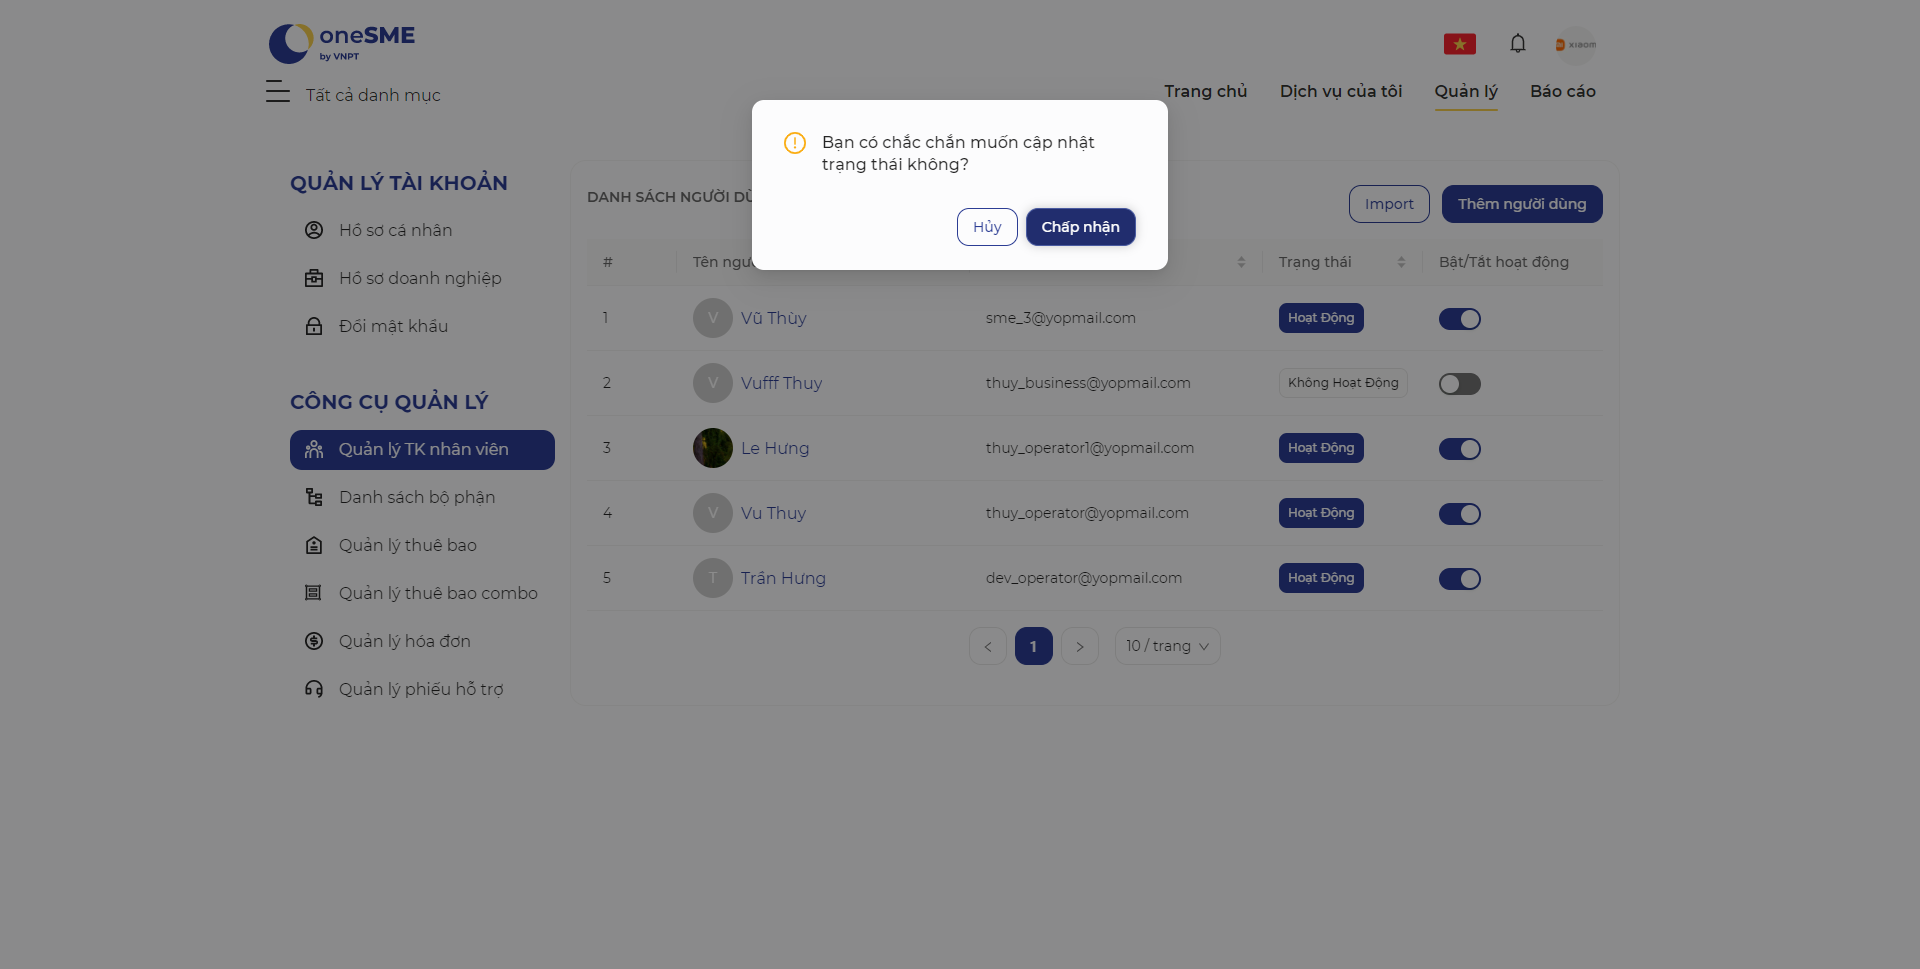 oneSME
by VNPT
Tất cả danh mục
Trang chủ
Dịch vụ của tôi
Quản lý
Báo cáo
Bạn có chắc chắn muốn cập nhật
trạng thái không?
Hủy
Chấp nhận
QUẢN LÝ TÀI KHOẢN
Hồ sơ cá nhân
Hồ sơ doanh nghiệp
Đổi mật khẩu
CÔNG CỤ QUẢN LÝ
Quản lý TK nhân viên
Danh sách bộ phận
Quản lý thuê bao
Quản lý thuê bao combo
Quản lý hóa đơn
Quản lý phiếu hỗ trợ
DANH SÁCH NGƯỜI
Import
Thêm người dùng
# Tên Trạng thái Bật/Tắt hoạt động
1 V Vũ Thùy sme_3@yopmail.com Hoạt Động
2 V Vufff Thuy thuy_business@yopmail.com Không Hoạt Động
3 Le Hưng thuy_operator1@yopmail.com Hoạt Động
4 V Vu Thuy thuy_operator@yopmail.com Hoạt Động
5 T Trần Hưng dev_operator@yopmail.com Hoạt Động
< 1 > 10 / trang